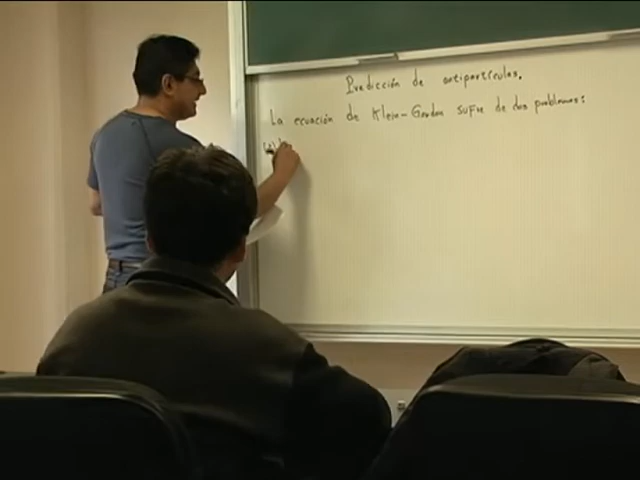 Predicción de antipartículas.
La ecuación de Klein-Gordon sufre de dos problemas: